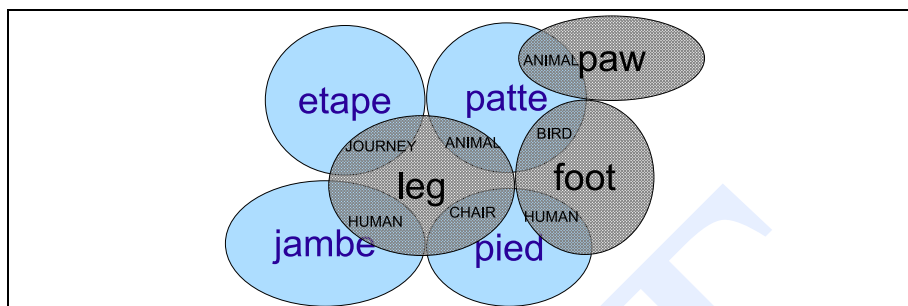 paw
ANIMAL
etape
patte
BIRD
JOURNEY
ANIMAL
foot
leg
HUMAN
CHAIR
HUMAN
jambe
pied